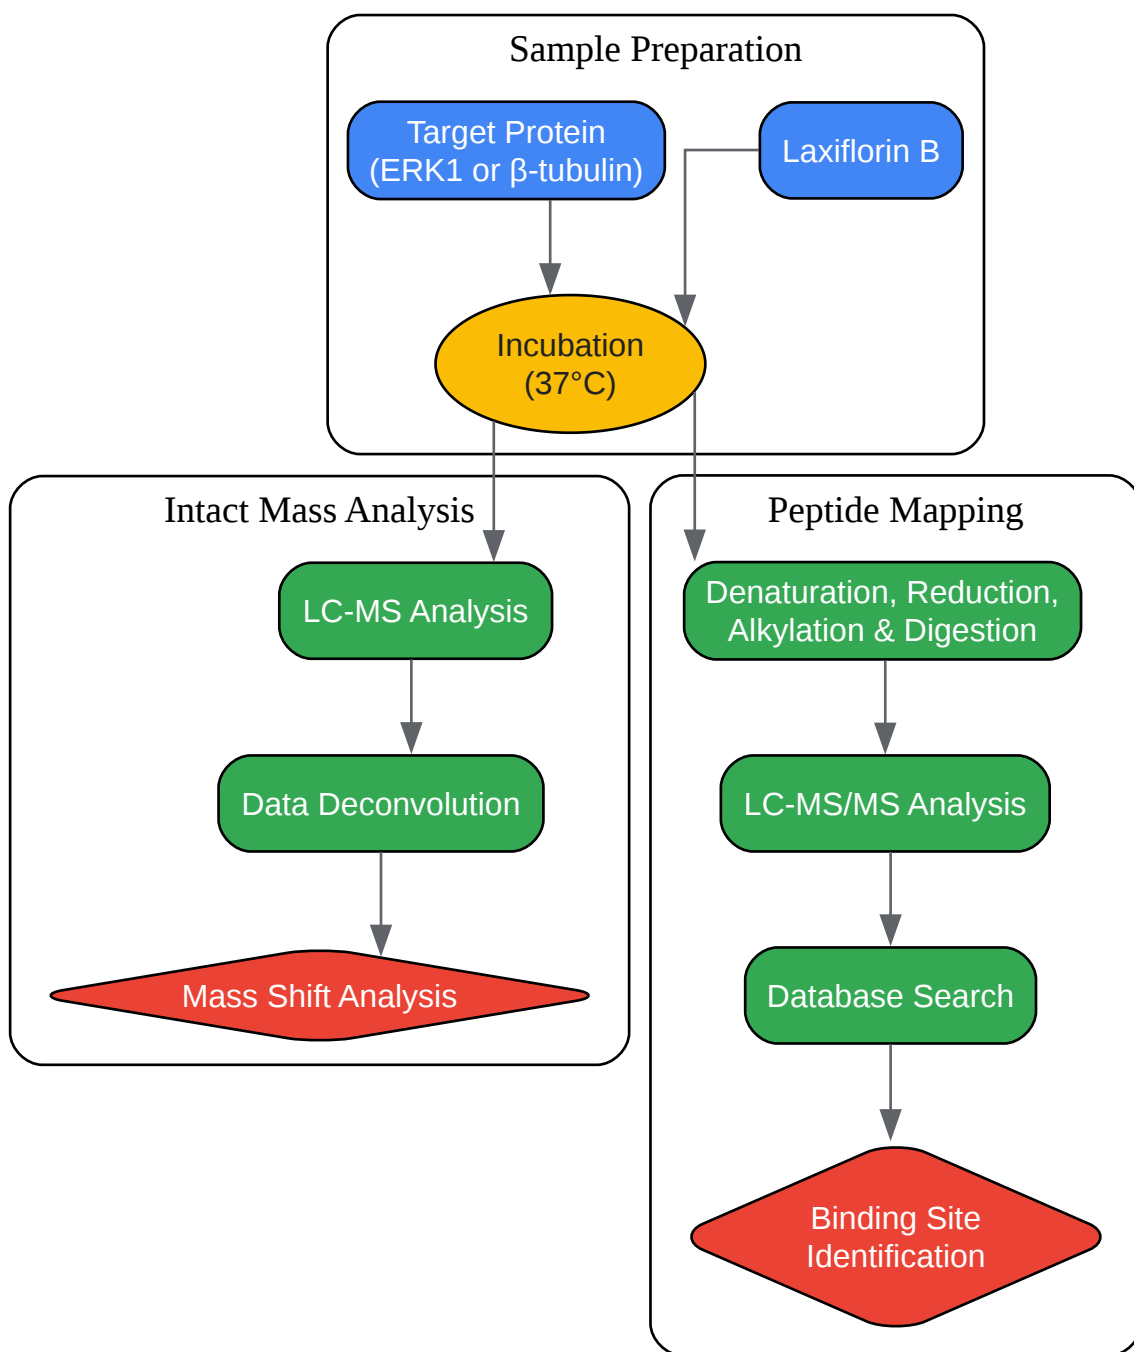 Sample Preparation
Target Protein
(ERK1 or β-tubulin)
Laxiflorin B
Incubation
(37°C)
Intact Mass Analysis
LC-MS Analysis
Data Deconvolution
Mass Shift Analysis
Peptide Mapping
Denaturation, Reduction,
Alkylation & Digestion
LC-MS/MS Analysis
Database Search
Binding Site
Identification